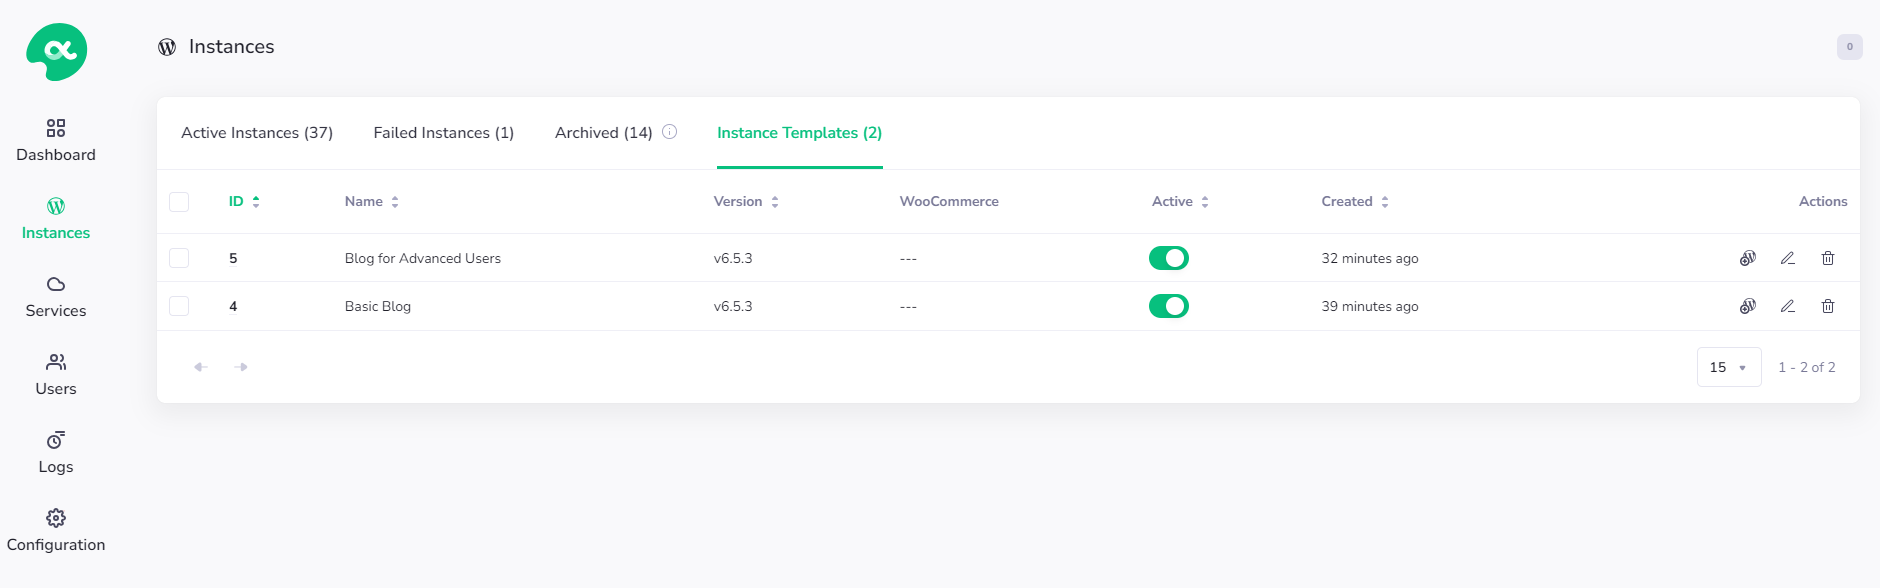 Instances
0
Dashboard
Instances
Services
Users
Logs
Configuration
Active Instances (37) Failed Instances (1) Archived (14) Instance Templates (2)
ID Name Version WooCommerce Active Created Actions
5 Blog for Advanced Users v6.5.3 --- 32 minutes ago
4 Basic Blog v6.5.3 --- 39 minutes ago
15 1 - 2 of 2